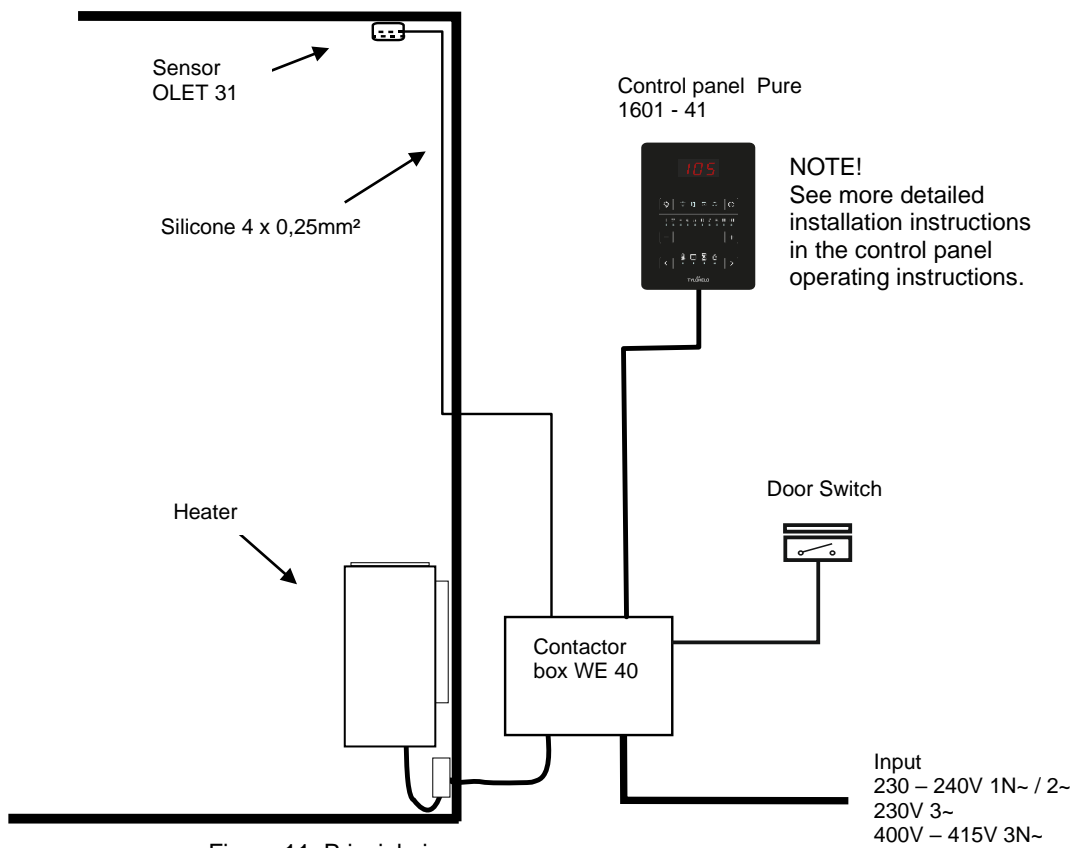 Sensor
OLET 31
Control panel  Pure
1601 - 41
105
NOTE!
See more detailed
installation instructions
in the control panel
operating instructions.
TYLÖHELO
Silicone 4 x 0,25mm²
Door Switch
Heater
Contactor
box WE 40
Input
230 – 240V 1N~ / 2~
230V 3~
400V – 415V 3N~